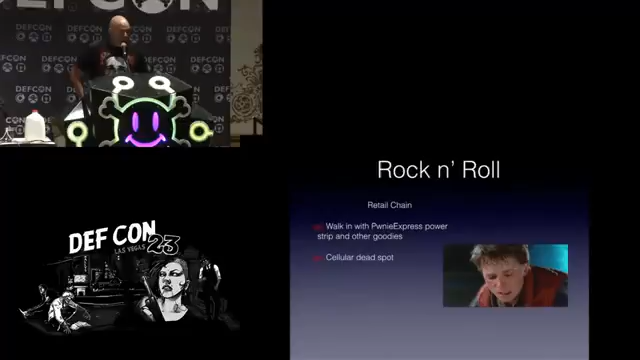 DEFCON
DEFCON
DEFCON
DEFCON
DEF CON
LAS VEGAS
23
Rock n' Roll
Retail Chain
Walk in with PwnieExpress power
strip and other goodies
Cellular dead spot